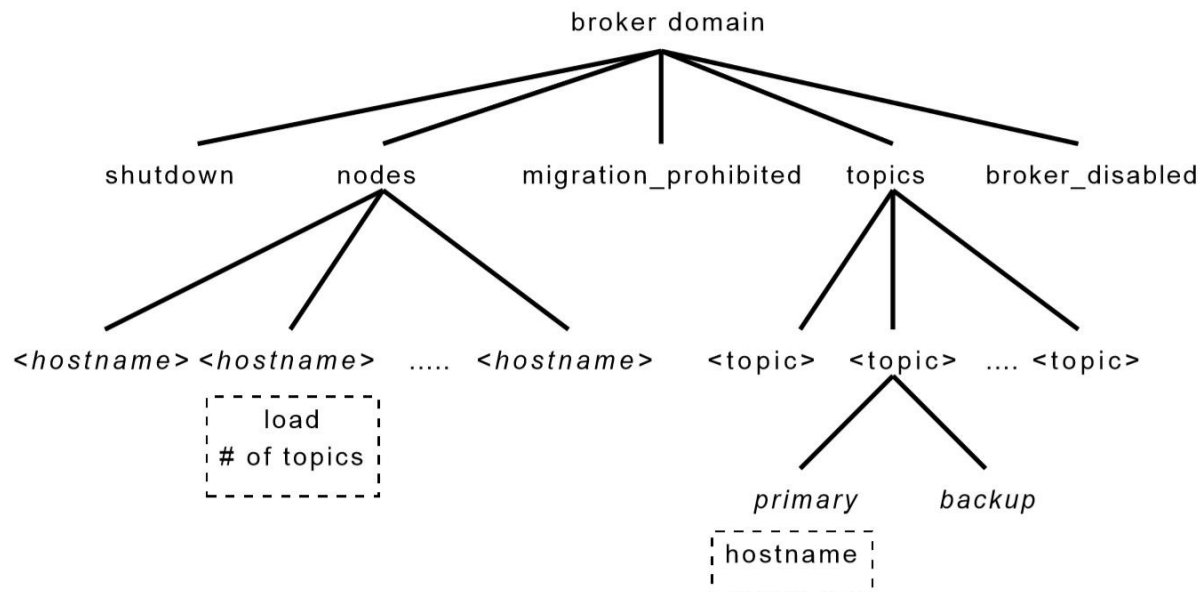 broker domain
shutdown nodes migration_prohibited topics broker_disabled
<hostname> <hostname> ..... <hostname> <topic> <topic> .... <topic>
load
# of topics
primary backup
hostname